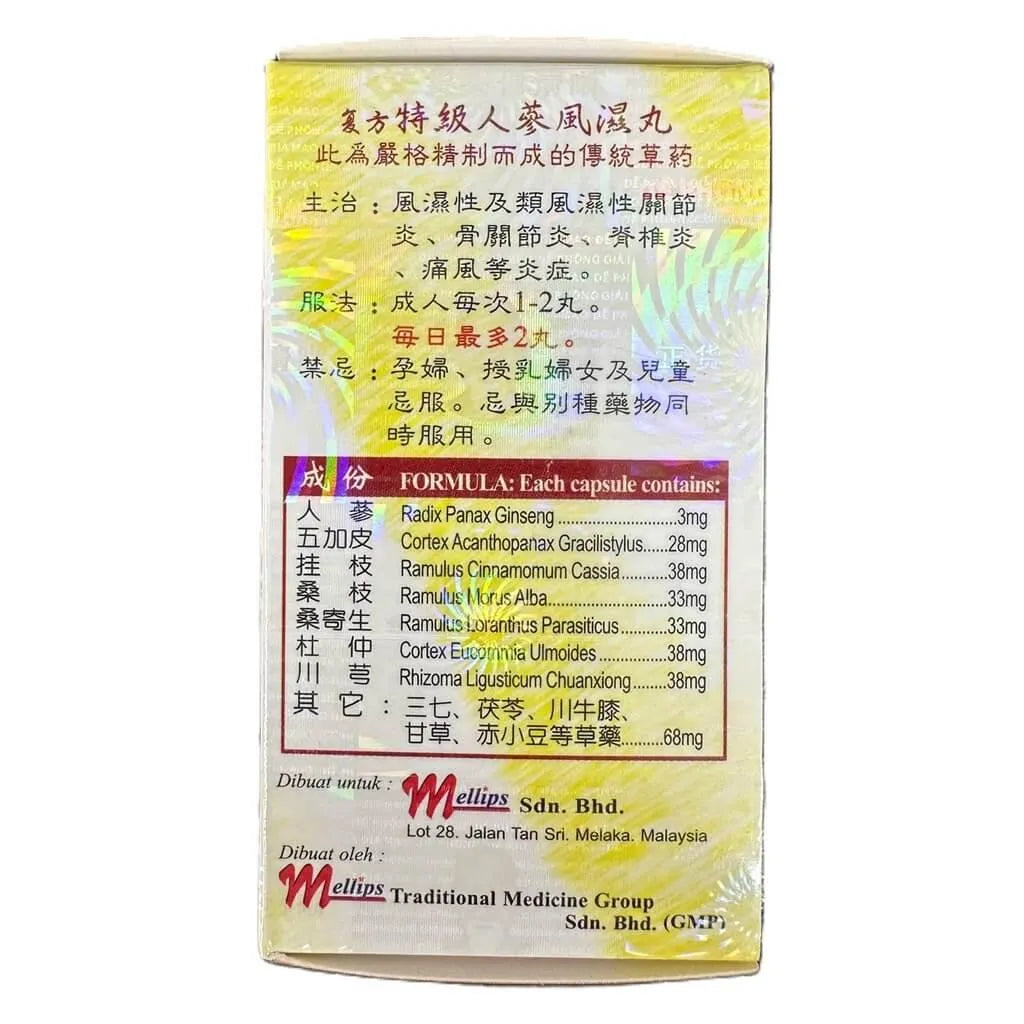 复方特級人蔘風濕丸
此爲嚴格精制而成的傳統草药
主治：風濕性及類風濕性關節
炎、骨關節炎、脊椎炎
、痛風等炎症。
服法：成人每次1-2丸。
每日最多2丸。
禁忌：孕婦、授乳婦女及兒童
忌服。忌與別種藥物同
時服用。
正货
成份 FORMULA: Each capsule contains:
人蔘 Radix Panax Ginseng ............................3mg
五加皮 Cortex Acanthopanax Gracilistylus......28mg
挂枝 Ramulus Cinnamomum Cassia...........38mg
桑枝 Ramulus Morus Alba............................33mg
桑寄生 Ramulus Loranthus Parasiticus...........33mg
杜仲 Cortex Eucommia Ulmoides ................38mg
川芎 Rhizoma Ligusticum Chuanxiong........38mg
其它：三七、茯苓、川牛膝、
甘草、赤小豆等草藥..........68mg
Dibuat untuk :
Mellips Sdn. Bhd.
Lot 28. Jalan Tan Sri. Melaka. Malaysia
Dibuat oleh :
Mellips Traditional Medicine Group
Sdn. Bhd. (GMP)